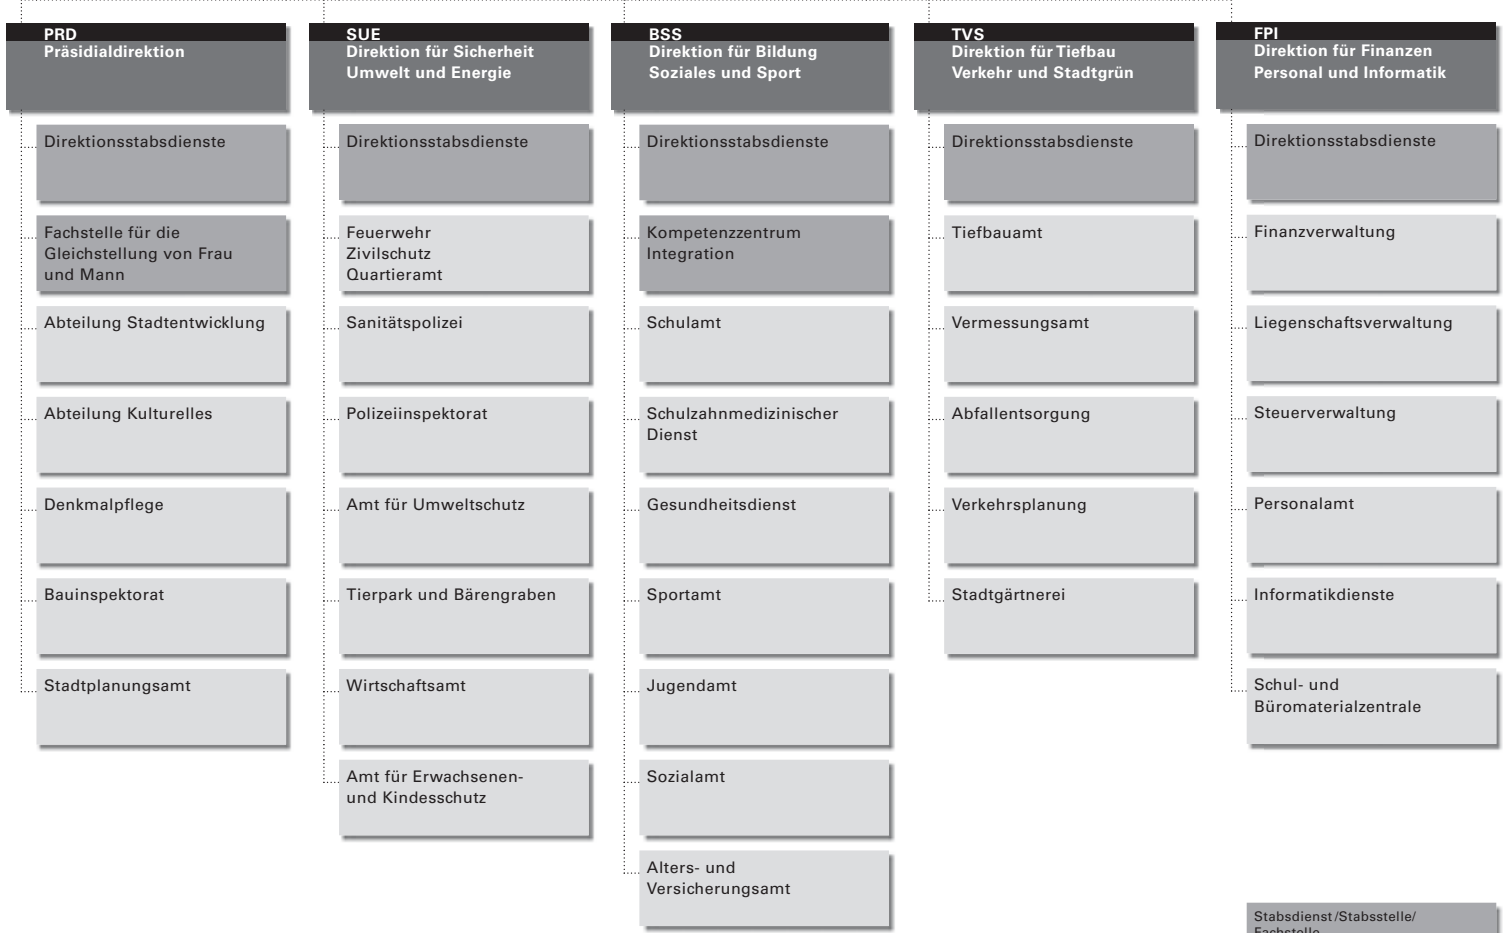 PRD
Präsidialdirektion
Direktionsstabsdienste
Fachstelle für die
Gleichstellung von Frau
und Mann
Abteilung Stadtentwicklung
Abteilung Kulturelles
Denkmalpflege
Bauinspektorat
Stadtplanungsamt
SUE
Direktion für Sicherheit
Umwelt und Energie
Direktionsstabsdienste
Feuerwehr
Zivilschutz
Quartieramt
Sanitätspolizei
Polizeiinspektorat
Amt für Umweltschutz
Tierpark und Bärengraben
Wirtschaftsamt
Amt für Erwachsenen-
und Kindesschutz
BSS
Direktion für Bildung
Soziales und Sport
Direktionsstabsdienste
Kompetenzzentrum
Integration
Schulamt
Schulzahnmedizinischer
Dienst
Gesundheitsdienst
Sportamt
Jugendamt
Sozialamt
Alters- und
Versicherungsamt
TVS
Direktion für Tiefbau
Verkehr und Stadtgrün
Direktionsstabsdienste
Tiefbauamt
Vermessungsamt
Abfallentsorgung
Verkehrsplanung
Stadtgärtnerei
FPI
Direktion für Finanzen
Personal und Informatik
Direktionsstabsdienste
Finanzverwaltung
Liegenschaftsverwaltung
Steuerverwaltung
Personalamt
Informatikdienste
Schul- und
Büromaterialzentrale
Stabsdienst/Stabsstelle/
Fachstelle